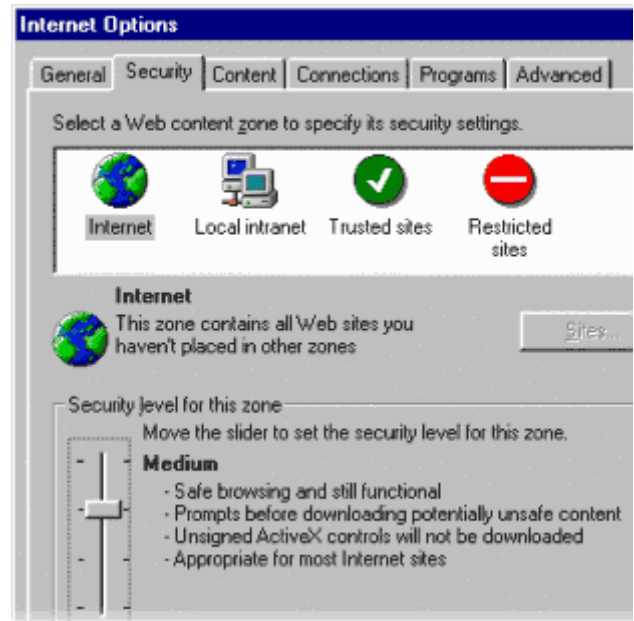 Internet Options
General Security Content Connections Programs Advanced
Select a Web content zone to specify its security settings.
Internet Local intranet Trusted sites Restricted
sites
Internet
This zone contains all Web sites you
haven't placed in other zones
Sites...
Security level for this zone
Move the slider to set the security level for this zone.
Medium
- Safe browsing and still functional
- Prompts before downloading potentially unsafe content
- Unsigned ActiveX controls will not be downloaded
- Appropriate for most Internet sites